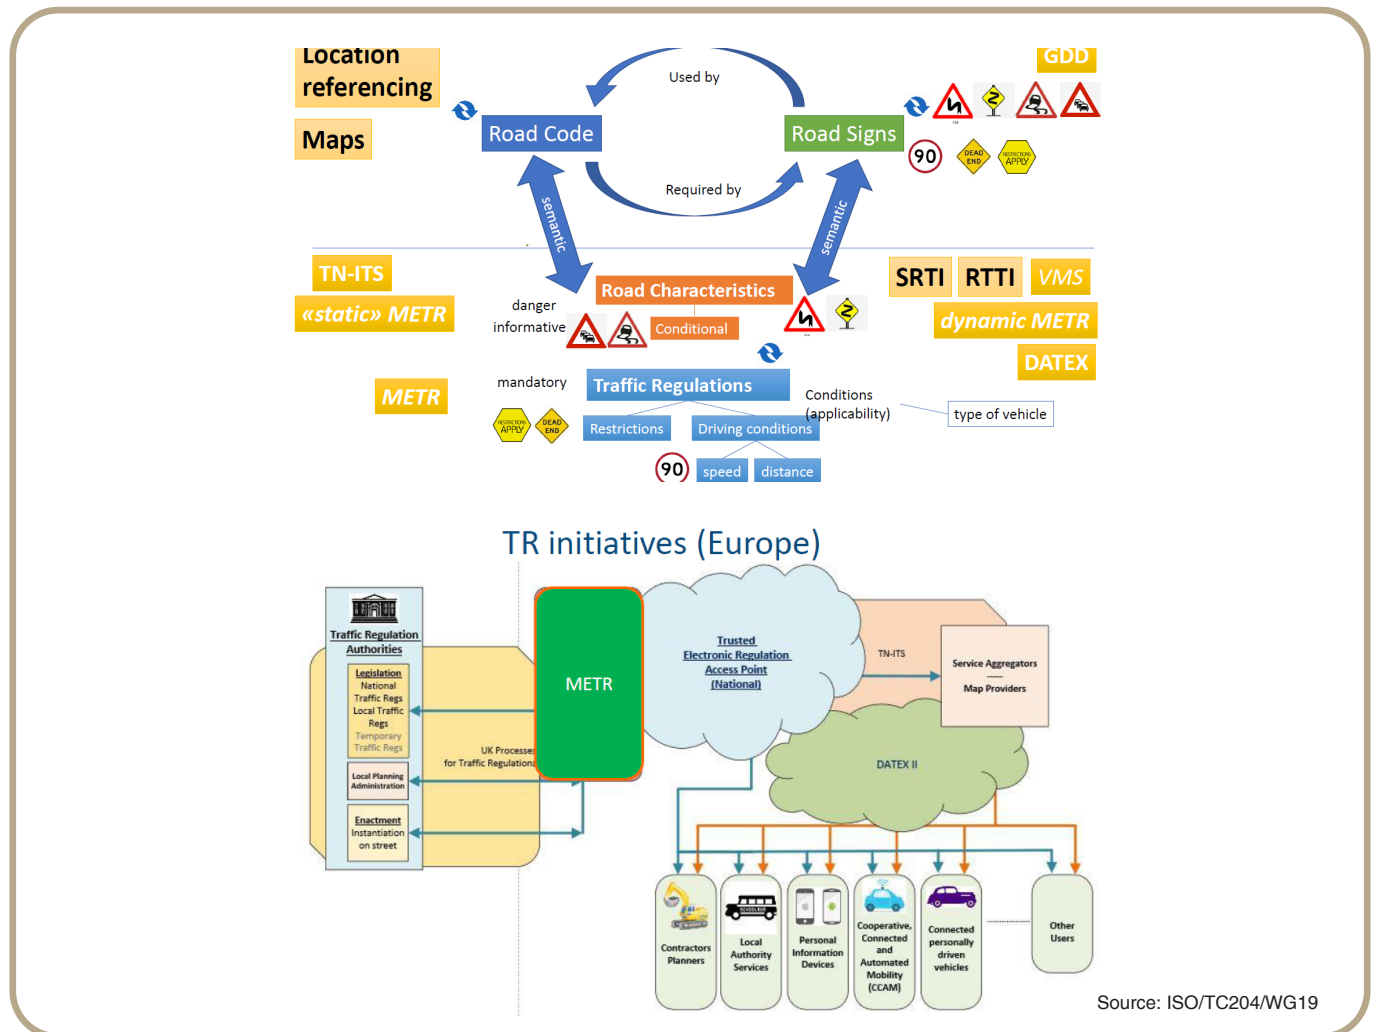 Location
referencing
Maps
Used by
GDD
Road Code
Road Signs
90
DEAD
END
RESTRICTIONS
APPLY
Required by
semantic
semantic
TN-ITS
«static» METR
danger
informative
Road Characteristics
Conditional
SRTI
RTTI
VMS
dynamic METR
DATEX
METR
mandatory
Traffic Regulations
Conditions
(applicability)
type of vehicle
RESTRICTIONS
APPLY
DEAD
END
Restrictions
Driving conditions
90
speed
distance
TR initiatives (Europe)
Traffic Regulation
Authorities
Legislation
National
Traffic Regs
Local Traffic
Regs
Temporary
Traffic Regs
Local Planning
Administration
Enactment
Instantiation
on street
UK Processes
for Traffic Regulations
METR
Trusted
Electronic Regulation
Access Point
(National)
TN-ITS
Service Aggregators
-----
Map Providers
DATEX II
Contractors
Planners
SCHOOL BUS
Local
Authority
Services
Personal
Information
Devices
Cooperative,
Connected
and
Automated
Mobility
(CCAM)
Connected
personally
driven
vehicles
Other
Users
Source: ISO/TC204/WG19